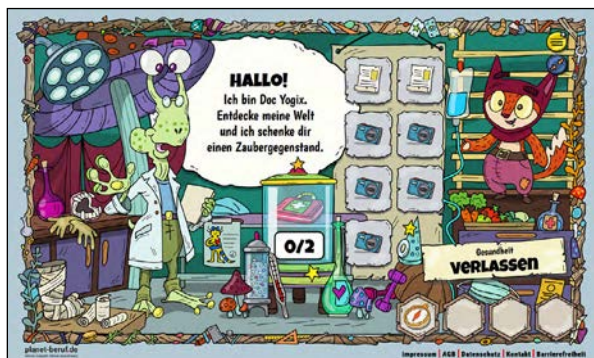 HALLO!
Ich bin Doc Yogix.
Entdecke meine Welt
und ich schenke dir
einen Zaubergegenstand.
0/2
Gesundheit
VERLASSEN
planet-beruf.de
Impressum | AGB | Datenschutz | Kontakt | Barrierefreiheit